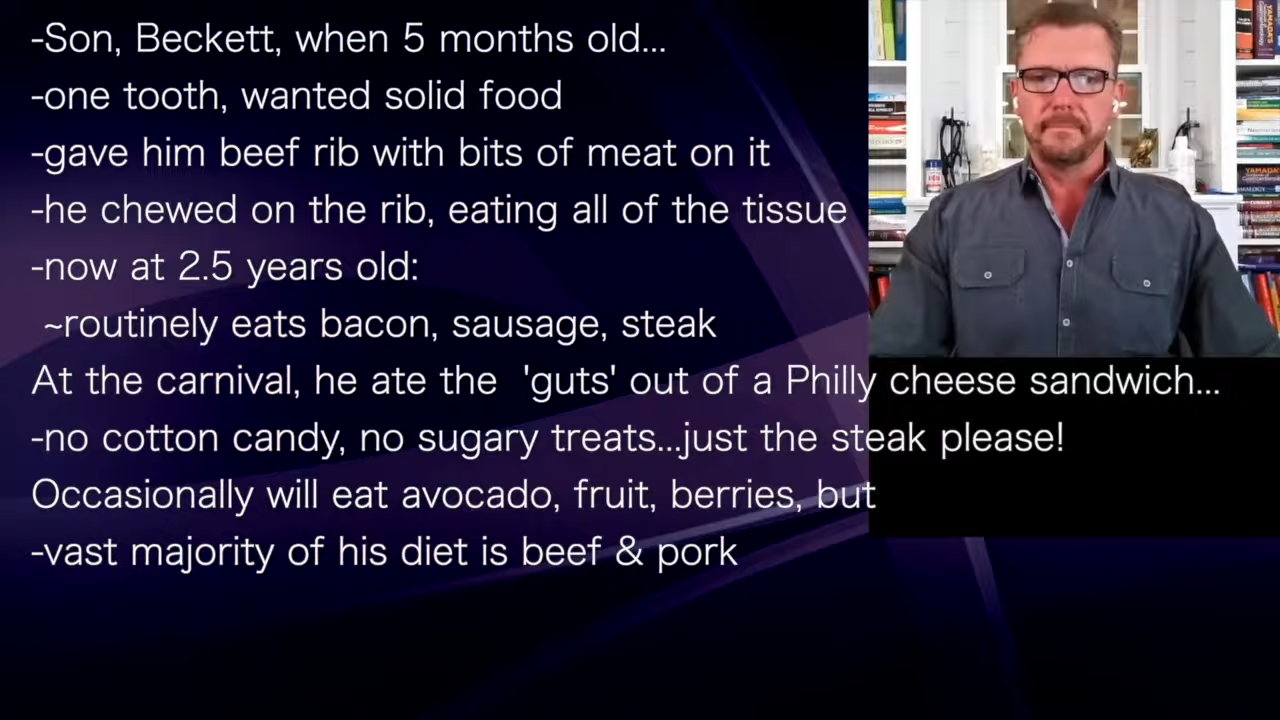 -Son, Beckett, when 5 months old...
-one tooth, wanted solid food
-gave him beef rib with bits of meat on it
-he chewed on the rib, eating all of the tissue
-now at 2.5 years old:
~routinely eats bacon, sausage, steak
At the carnival, he ate the 'guts' out of a Philly cheese sandwich...
-no cotton candy, no sugary treats...just the steak please!
Occasionally will eat avocado, fruit, berries, but
-vast majority of his diet is beef & pork
YAMADA'S
YAMADA'S